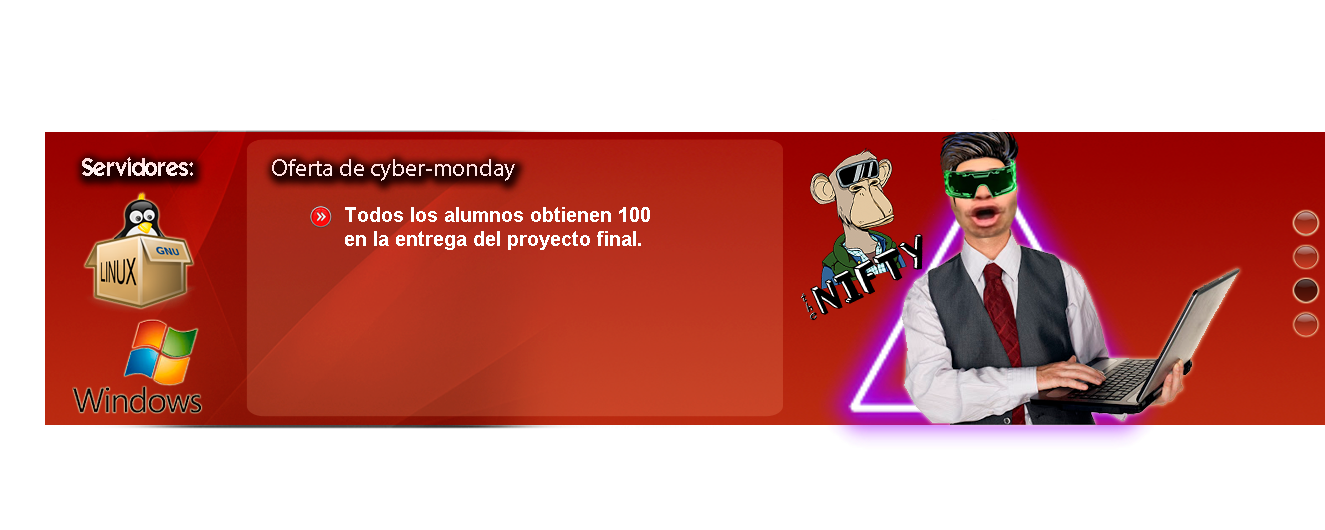 Servidores:
GNU
LINUX
Windows
Oferta de cyber-monday
Todos los alumnos obtienen 100
en la entrega del proyecto final.
the
NIFTY